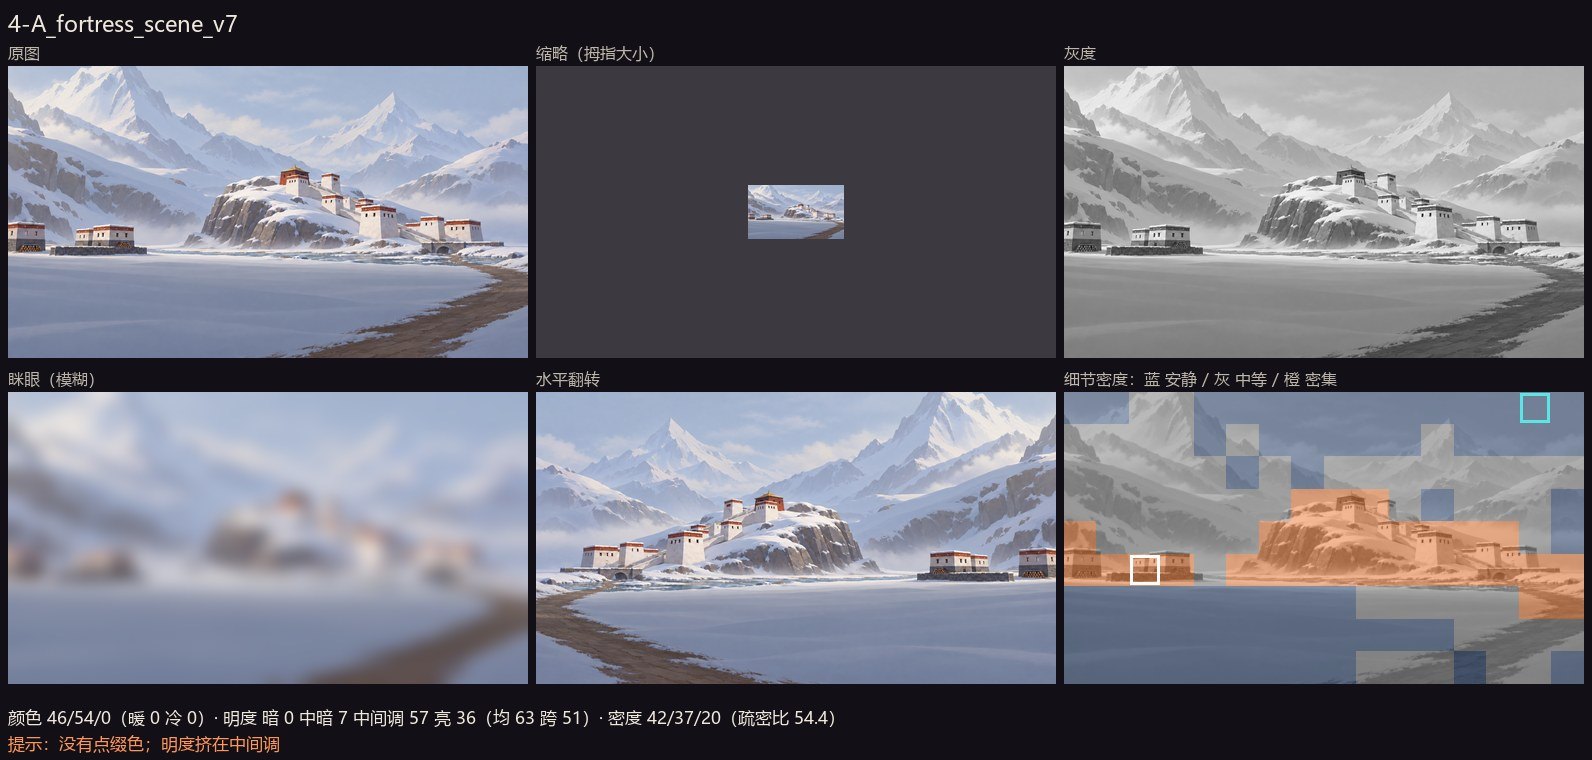 4-A_fortress_scene_v7
原图
缩略（拇指大小）
灰度
眯眼（模糊）
水平翻转
细节密度：蓝 安静 / 灰 中等 / 橙 密集
颜色 46/54/0（暖 0 冷 0）· 明度 暗 0 中暗 7 中间调 57 亮 36（均 63 跨 51）· 密度 42/37/20（疏密比 54.4）
提示：没有点缀色；明度挤在中间调